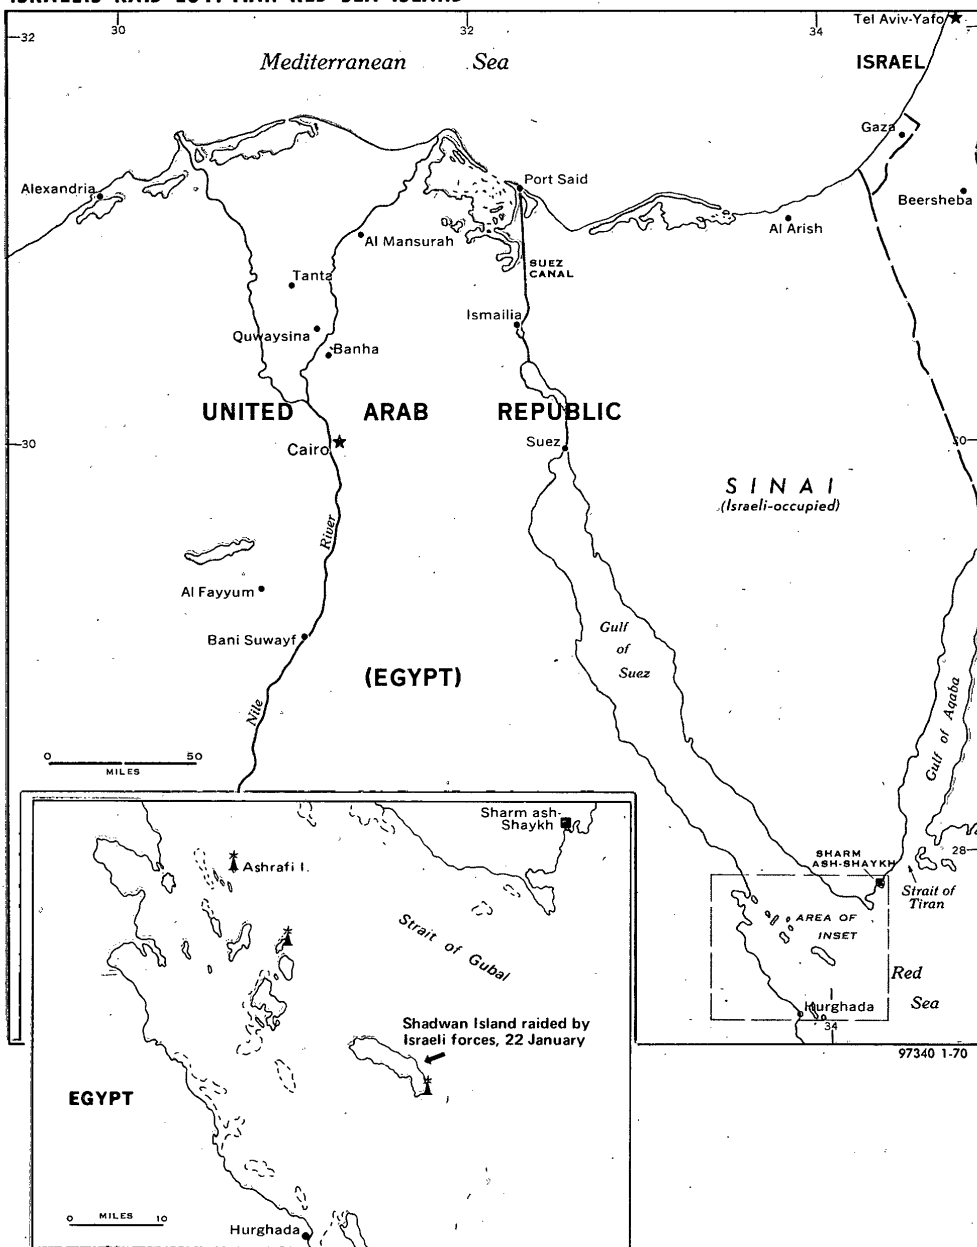 ISRAELIS RAID EGYPTIAN RED SEA ISLAND
32
30
32
34
Tel Aviv-Yafo
Mediterranean Sea
ISRAEL
Gaza
Alexandria
Port Said
Beersheba
Al Arish
Al Mansurah
SUEZ
CANAL
Tanta
Ismailia
Quwaysina
Banha
UNITED ARAB REPUBLIC
30
Cairo
Suez
30
SINAI
(Israeli-occupied)
River
Al Fayyum
Bani Suwayf
Gulf
of
Suez
(EGYPT)
Nile
Gulf of Aqaba
0 50
MILES
28
SHARM
ASH-SHAYKH
Strait of
Tiran
AREA OF
INSET
Red
Sea
Hurghada
34
97340 1-70
Sharm ash-
Shaykh
Ashrafi I.
Strait of Gubal
Shadwan Island raided by
Israeli forces, 22 January
EGYPT
0 MILES 10
Hurghada